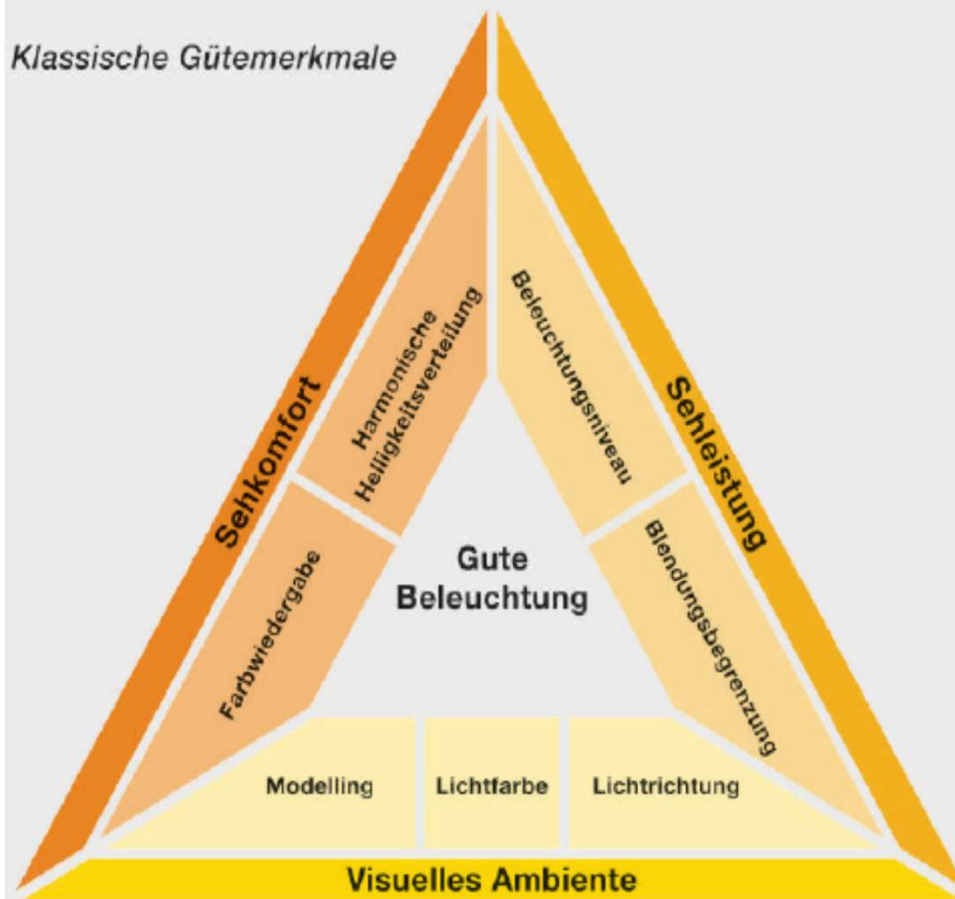 Klassische Gütemerkmale
Sehkomfort
Harmonische
Helligkeitsverteilung
Farbwiedergabe
Beleuchtungsniveau
Blendungsbegrenzung
Sehleistung
Gute
Beleuchtung
Modelling
Lichtfarbe
Lichtrichtung
Visuelles Ambiente